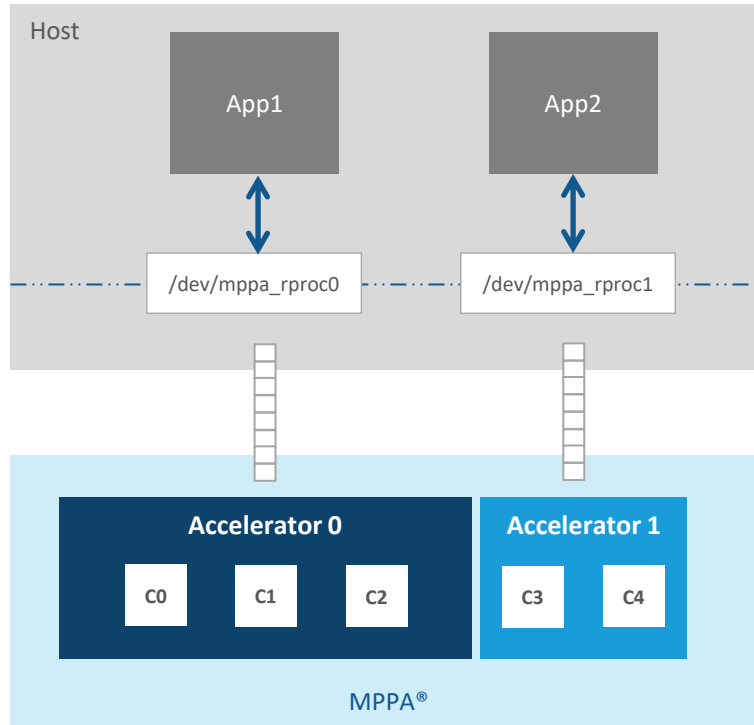 Host
App1
App2
/dev/mppa_rproc0
/dev/mppa_rproc1
Accelerator 0
Accelerator 1
C0
C1
C2
C3
C4
MPPA®